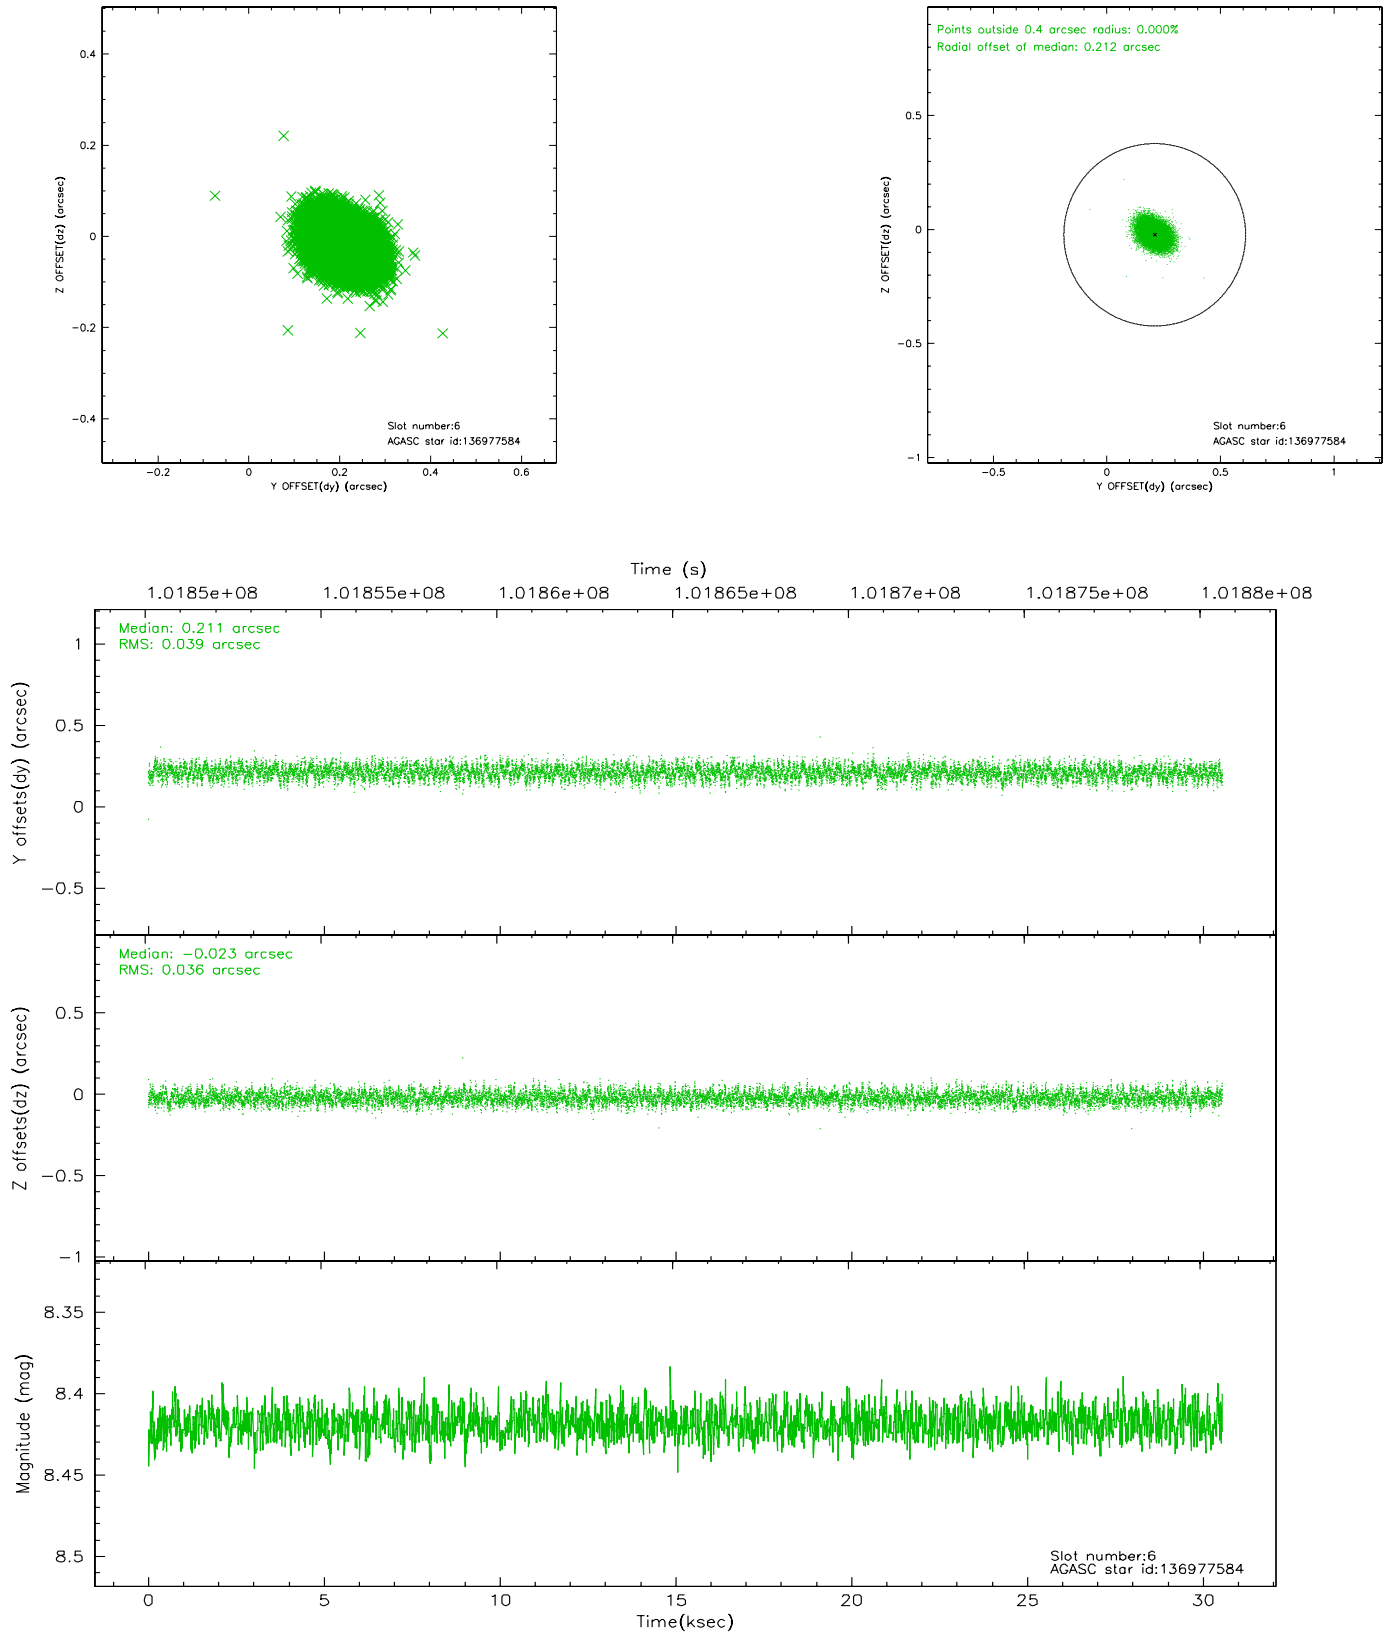 0.4
0.2
0
−0.2
−0.4
Z OFFSET(dz) (arcsec)
Slot number:6
AGASC star id:136977584
−0.2 0 0.2 0.4 0.6
Y OFFSET(dy) (arcsec)
Points outside 0.4 arcsec radius: 0.000%
Radial offset of median: 0.212 arcsec
0.5
0
−0.5
−1
Z OFFSET(dz) (arcsec)
Slot number:6
AGASC star id:136977584
−0.5 0 0.5 1
Y OFFSET(dy) (arcsec)
Time (s)
1.0185e+08 1.01855e+08 1.0186e+08 1.01865e+08 1.0187e+08 1.01875e+08 1.0188e+08
Median: 0.211 arcsec
RMS: 0.039 arcsec
1
0.5
0
−0.5
Y offsets(dy) (arcsec)
Median: −0.023 arcsec
RMS: 0.036 arcsec
0.5
0
−0.5
−1
Z offsets(dz) (arcsec)
8.35
8.4
8.45
8.5
Magnitude (mag)
Slot number:6
AGASC star id:136977584
0 5 10 15 20 25 30
Time(ksec)